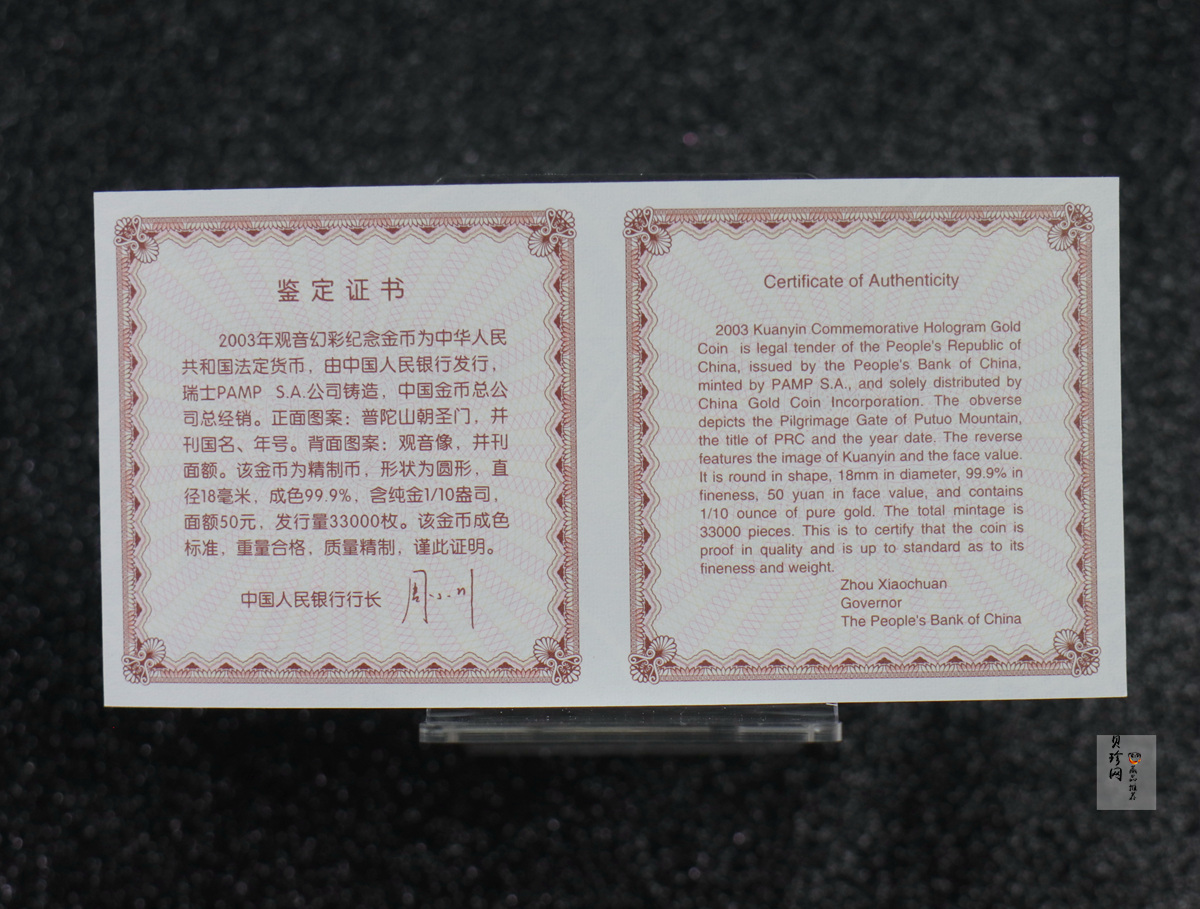 鉴定证书
2003年观音幻彩纪念金币为中华人民
共和国法定货币，由中国人民银行发行，
瑞士PAMP S.A.公司铸造，中国金币总公
司总经销。正面图案：普陀山朝圣门，并
刊国名、年号。背面图案：观音像，并刊
面额。该金币为精制币，形状为圆形，直
径18毫米，成色99.9%，含纯金1/10盎司，
面额50元，发行量33000枚。该金币成色
标准，重量合格，质量精制，谨此证明。
中国人民银行行长 周小川
Certificate of Authenticity
2003 Kuanyin Commemorative Hologram Gold
Coin is legal tender of the People's Republic of
China, issued by the People's Bank of China,
minted by PAMP S.A., and solely distributed by
China Gold Coin Incorporation. The obverse
depicts the Pilgrimage Gate of Putuo Mountain,
the title of PRC and the year date. The reverse
features the image of Kuanyin and the face value.
It is round in shape, 18mm in diameter, 99.9% in
fineness, 50 yuan in face value, and contains
1/10 ounce of pure gold. The total mintage is
33000 pieces. This is to certify that the coin is
proof in quality and is up to standard as to its
fineness and weight.
Zhou Xiaochuan
Governor
The People's Bank of China
贝珍网